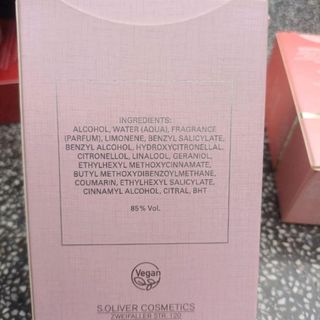 INGREDIENTS:
ALCOHOL, WATER (AQUA), FRAGRANCE
(PARFUM), LIMONENE, BENZYL SALICYLATE,
BENZYL ALCOHOL, HYDROXYCITRONELLAL,
CITRONELLOL, LINALOOL, GERANIOL,
ETHYLHEXYL METHOXYCINNAMATE,
BUTYL METHOXYDIBENZOYLMETHANE,
COUMARIN, ETHYLHEXYL SALICYLATE,
CINNAMYL ALCOHOL, CITRAL, BHT
85% Vol.
Vegan
S.OLIVER COSMETICS
ZWEIFALLER STR. 120